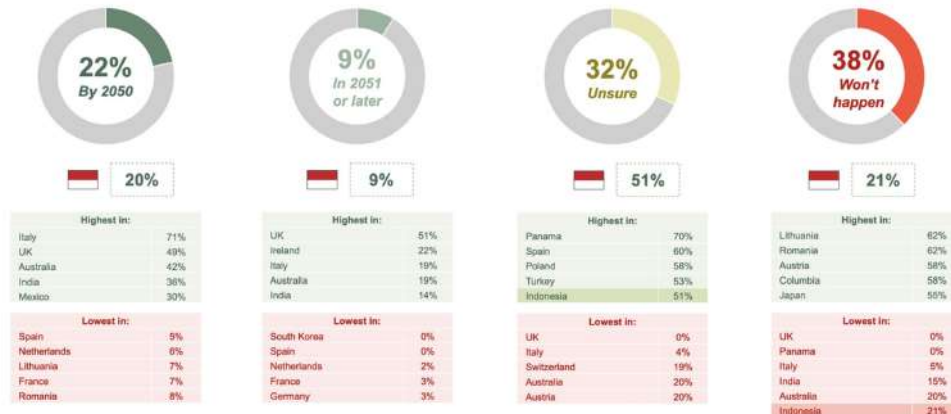 22%
By 2050
20%
Highest in:
Italy 71%
UK 49%
Australia 42%
India 36%
Mexico 30%
Lowest in:
Spain 9%
Netherlands 6%
Lithuania 7%
France 7%
Romania 8%
9%
In 2051
or later
9%
Highest in:
UK 51%
Ireland 22%
Italy 19%
Australia 19%
India 14%
Lowest in:
South Korea 0%
Spain 0%
Netherlands 2%
France 3%
Germany 3%
32%
Unsure
51%
Highest in:
Panama 70%
Spain 60%
Poland 56%
Turkey 53%
Indonesia 51%
Lowest in:
UK 0%
Italy 4%
Switzerland 19%
Australia 20%
Austria 20%
38%
Won't
happen
21%
Highest in:
Lithuania 62%
Romania 62%
Austria 58%
Columbia 58%
Japan 55%
Lowest in:
UK 0%
Panama 0%
Italy 5%
India 15%
Australia 20%
Indonesia 21%